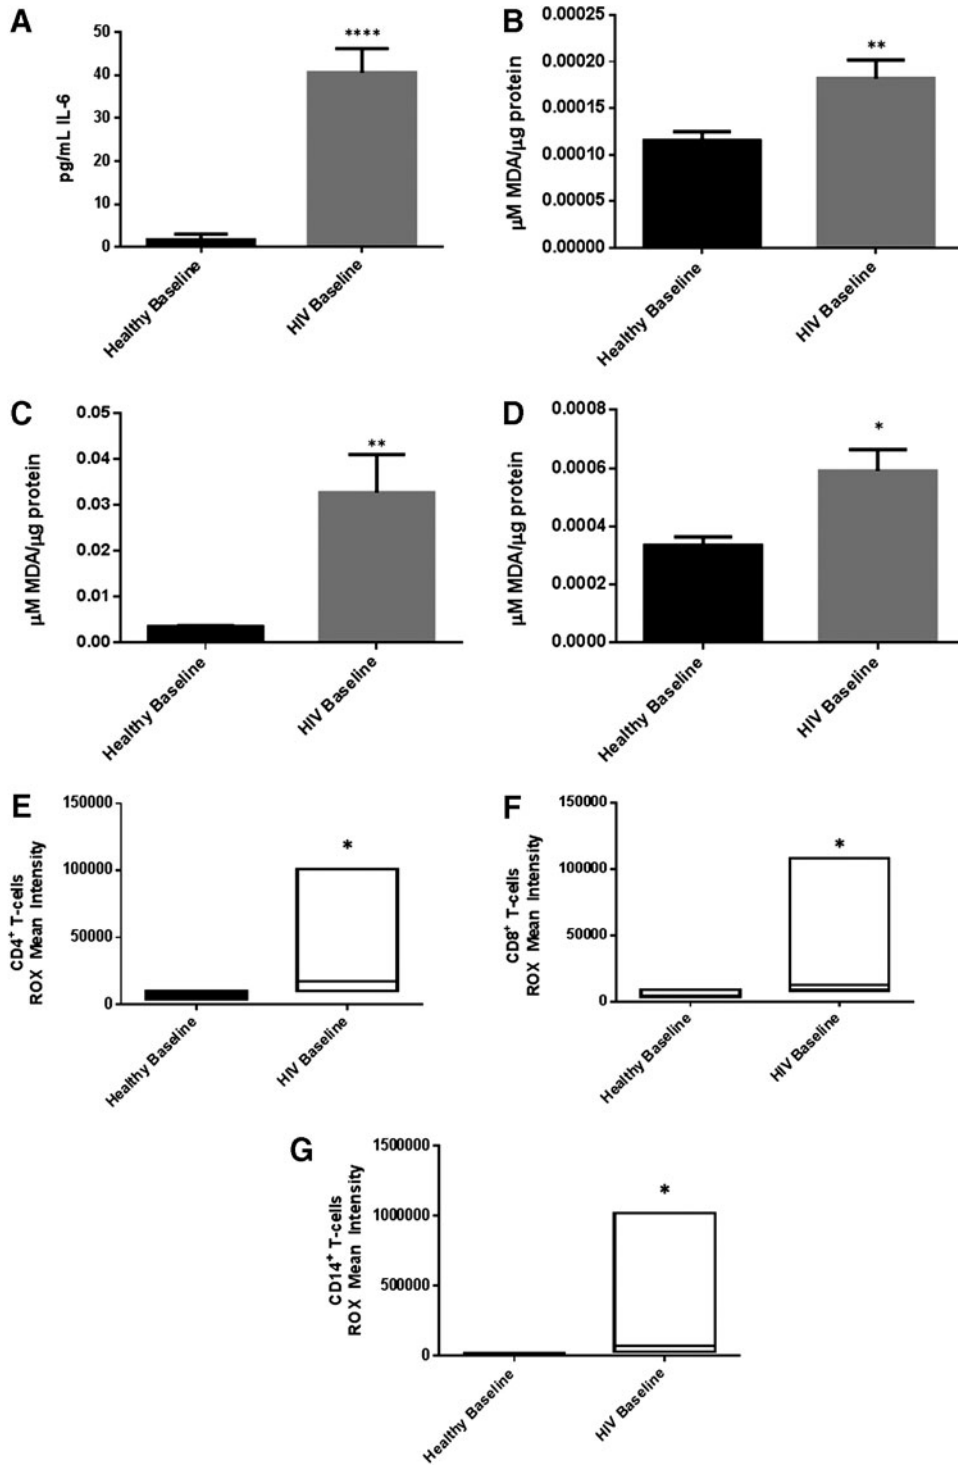 A
50
40
30
20
10
0
pg/mL IL-6
****
Healthy Baseline
HIV Baseline
B
0.00025
0.00020
0.00015
0.00010
0.00005
0.00000
µM MDA/µg protein
**
Healthy Baseline
HIV Baseline
C
0.05
0.04
0.03
0.02
0.01
0.00
µM MDA/µg protein
**
Healthy Baseline
HIV Baseline
D
0.0008
0.0006
0.0004
0.0002
0.0000
µM MDA/µg protein
*
Healthy Baseline
HIV Baseline
E
150000
100000
50000
0
CD4⁺ T-cells
ROX Mean Intensity
*
Healthy Baseline
HIV Baseline
F
150000
100000
50000
0
CD8⁺ T-cells
ROX Mean Intensity
*
Healthy Baseline
HIV Baseline
G
1500000
1000000
500000
0
CD14⁺ T-cells
ROX Mean Intensity
*
Healthy Baseline
HIV Baseline